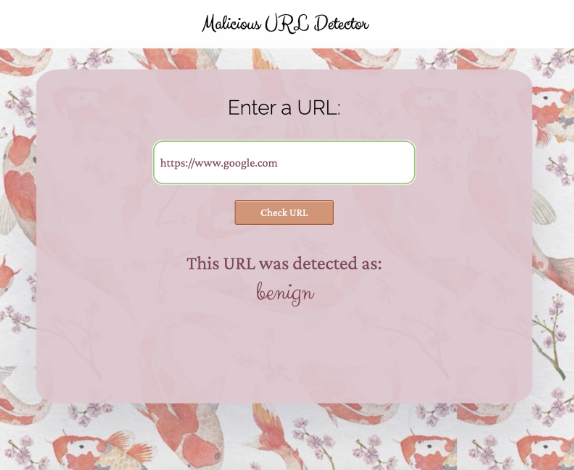 Malicious URL Detector
Enter a URL:
https://www.google.com
Check URL
This URL was detected as:
benign